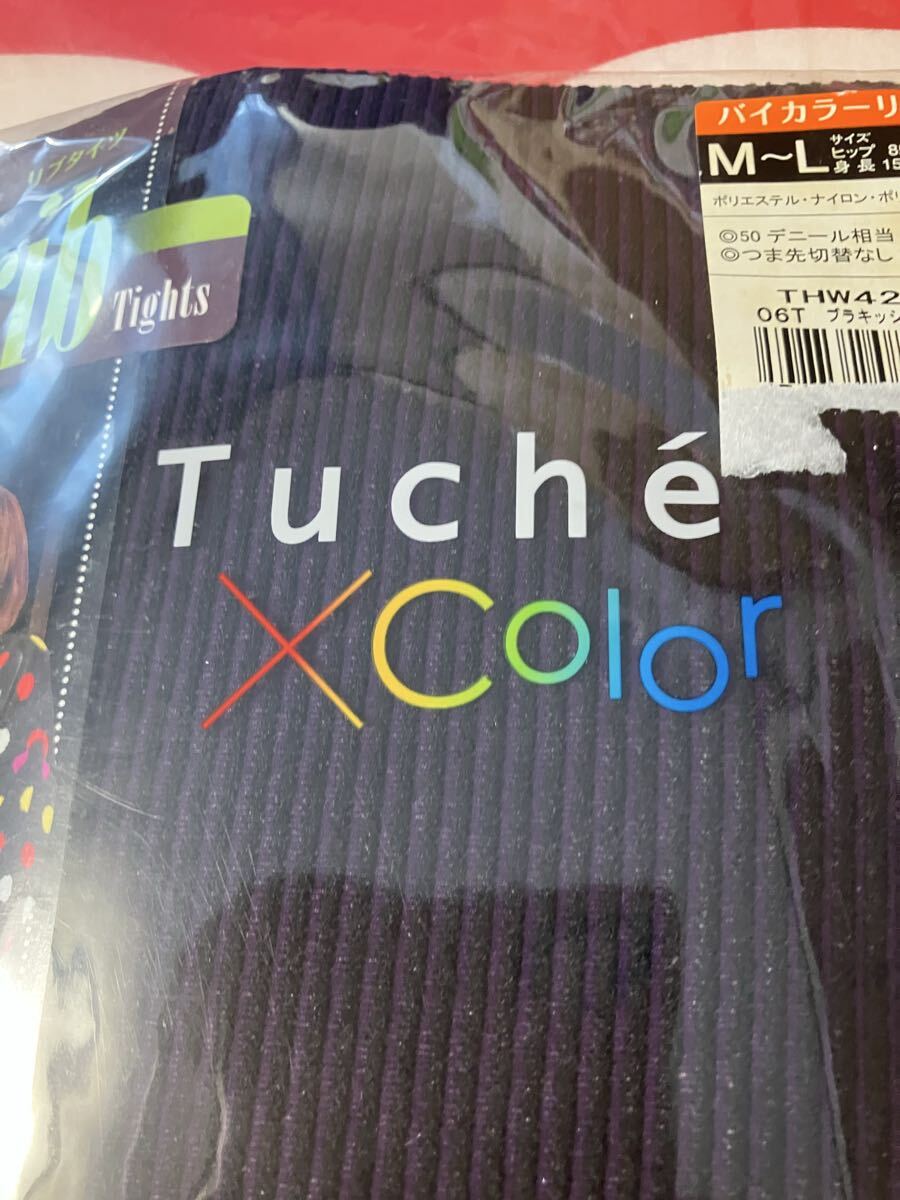 リブタイツ
rib
Tights
バイカラーリ
M～L サイズ
ヒップ 8
身長 15
ポリエステル・ナイロン・ポリ
◎50 デニール相当
◎つま先切替なし
THW42
06T ブラキッシ
Tuché
XColor